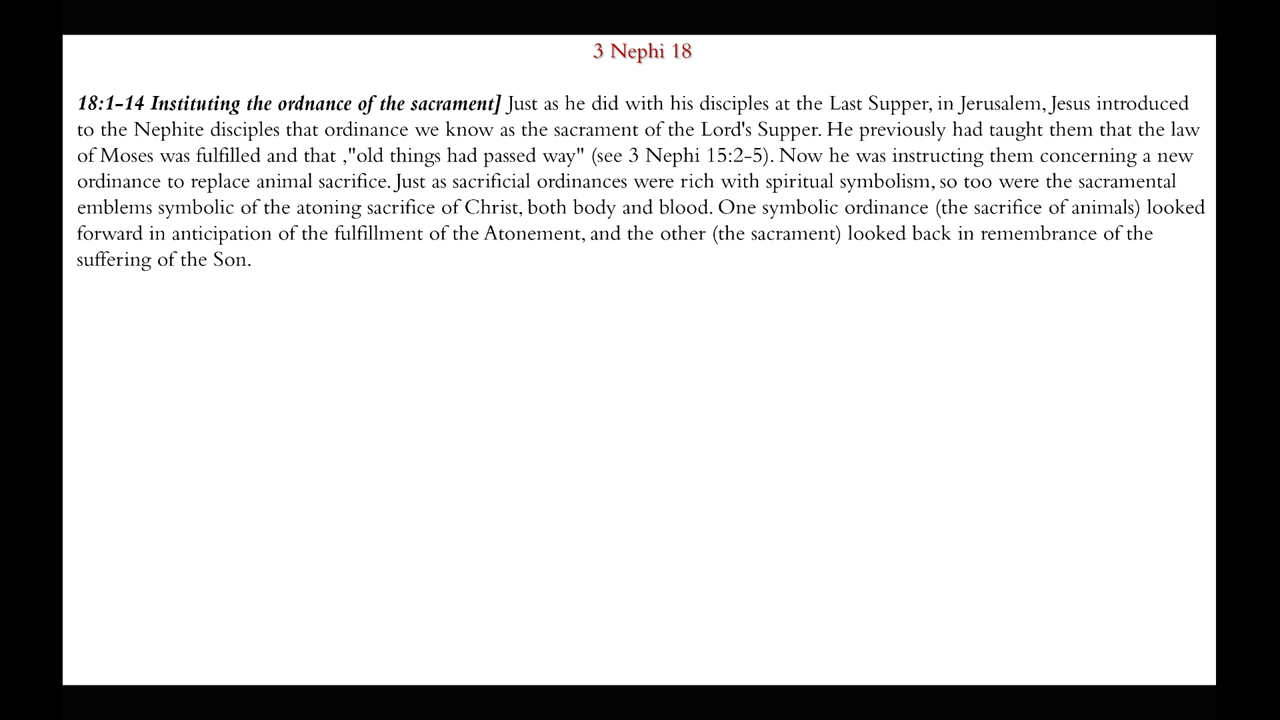 3 Nephi 18
18:1-14 Instituting the ordnance of the sacrament] Just as he did with his disciples at the Last Supper, in Jerusalem, Jesus introduced
to the Nephite disciples that ordinance we know as the sacrament of the Lord's Supper. He previously had taught them that the law
of Moses was fulfilled and that ,"old things had passed way" (see 3 Nephi 15:2-5). Now he was instructing them concerning a new
ordinance to replace animal sacrifice. Just as sacrificial ordinances were rich with spiritual symbolism, so too were the sacramental
emblems symbolic of the atoning sacrifice of Christ, both body and blood. One symbolic ordinance (the sacrifice of animals) looked
forward in anticipation of the fulfillment of the Atonement, and the other (the sacrament) looked back in remembrance of the
suffering of the Son.